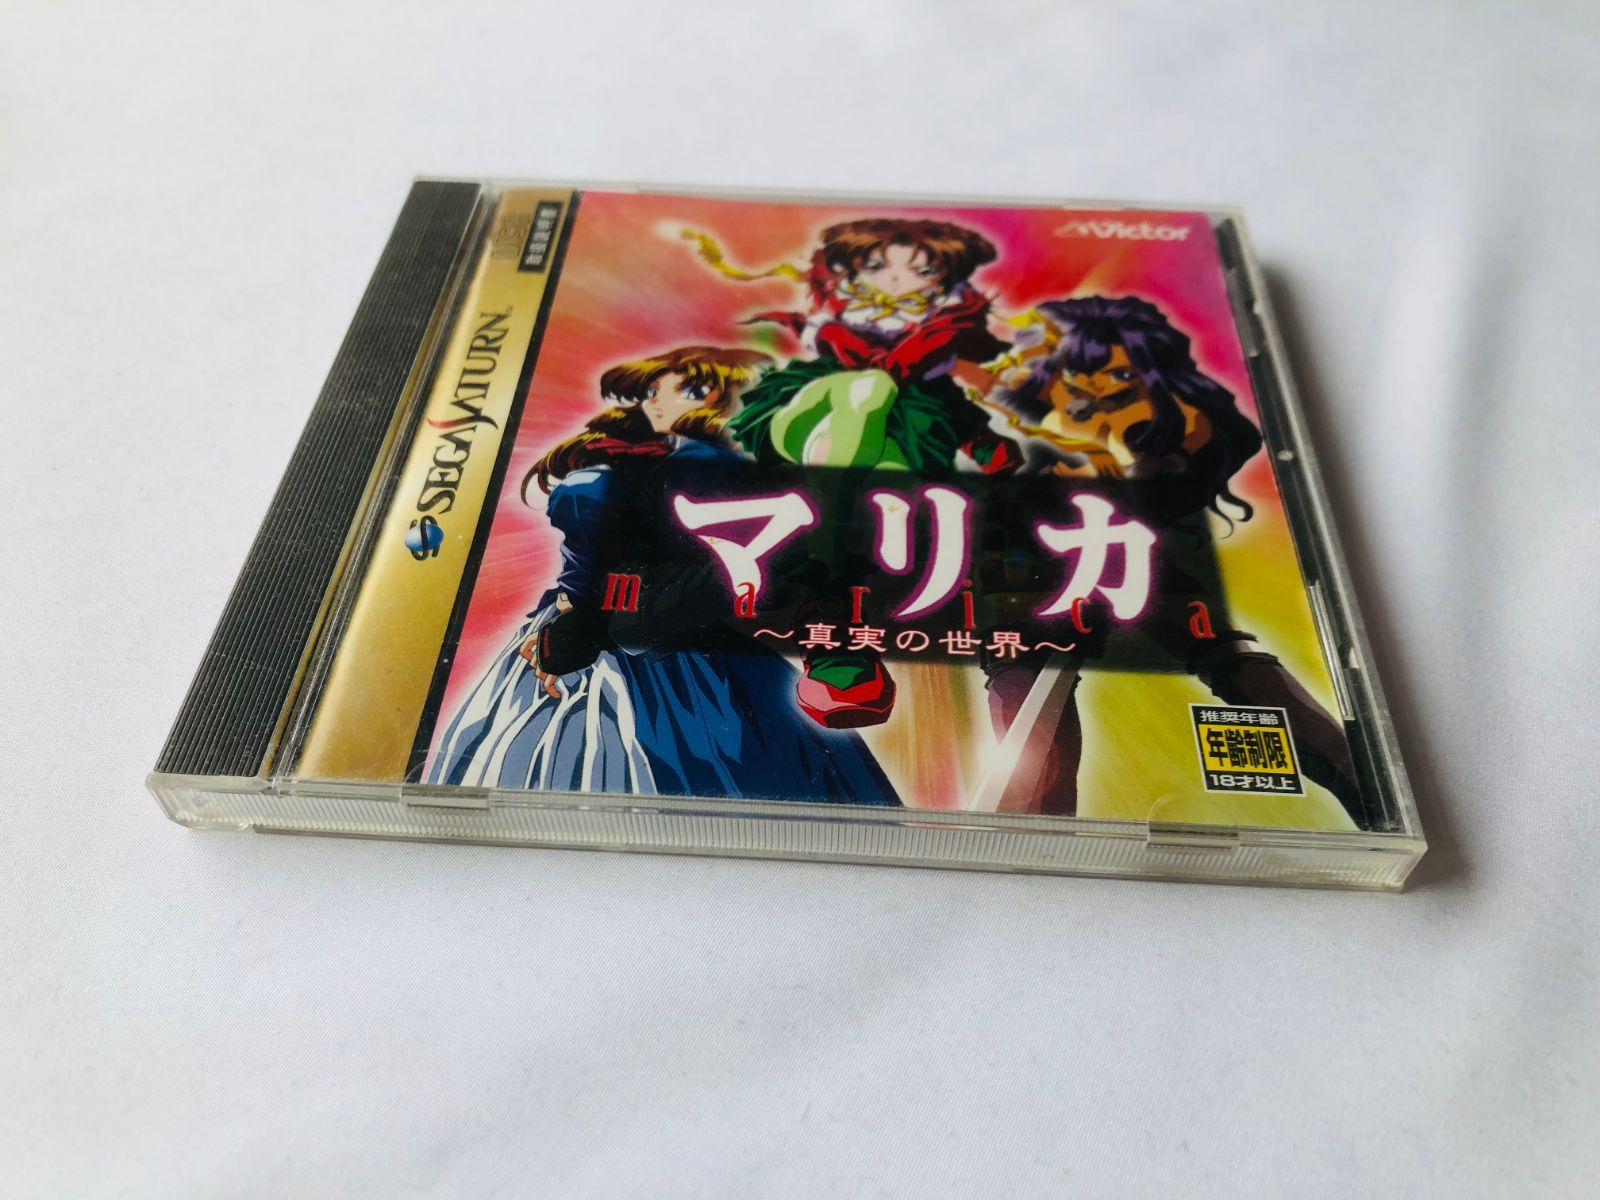 SEGA SATURN
Victor
マリカ
marica
～真実の世界～
推奨年齢
年齢制限
18才以上